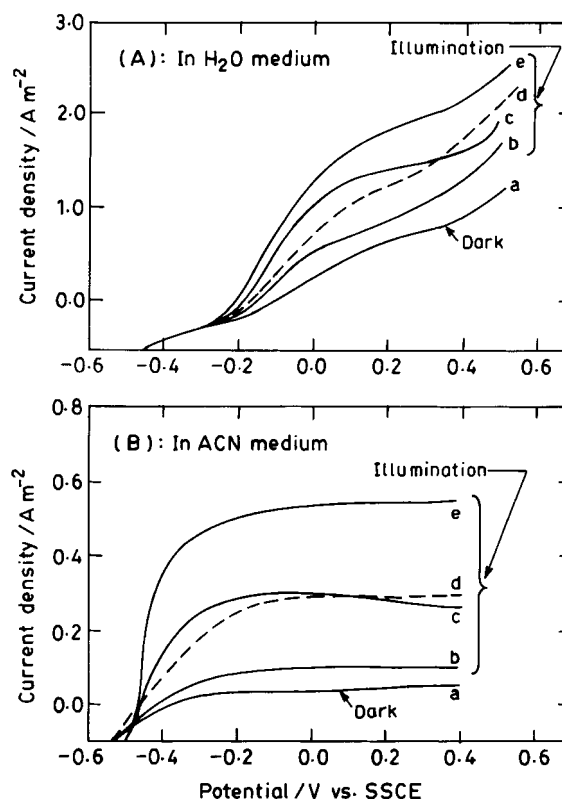 3.0
(A): In H₂O medium
Illumination
e
d
c
b
a
Dark
2.0
1.0
0.0
Current density/A m⁻²
-0.6 -0.4 -0.2 0.0 0.2 0.4 0.6
0.8
(B): In ACN medium
Illumination
e
d
c
b
a
Dark
0.6
0.4
0.2
0.0
Current density/A m⁻²
-0.6 -0.4 -0.2 0.0 0.2 0.4 0.6
Potential/V vs. SSCE